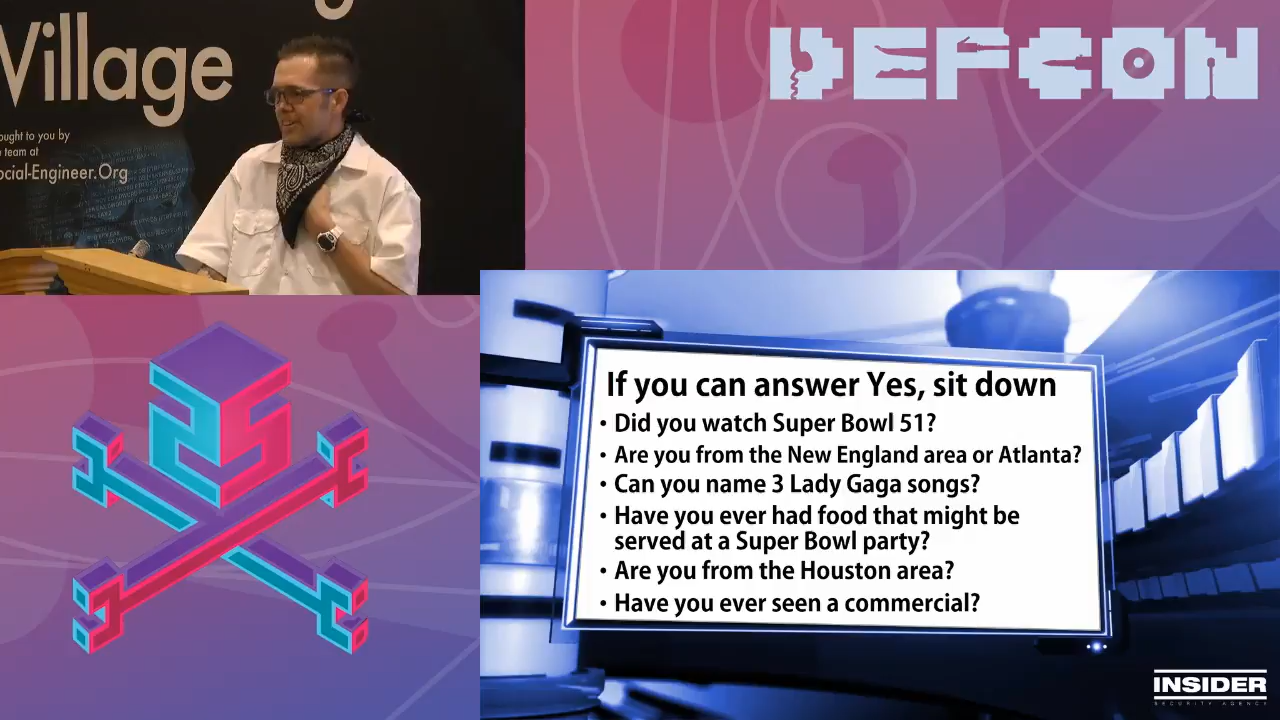 Village
ought to you by
team at
ocial-Engineer.Org
DEFCON
If you can answer Yes, sit down
• Did you watch Super Bowl 51?
• Are you from the New England area or Atlanta?
• Can you name 3 Lady Gaga songs?
• Have you ever had food that might be
served at a Super Bowl party?
• Are you from the Houston area?
• Have you ever seen a commercial?
INSIDER
SECURITY AGENCY